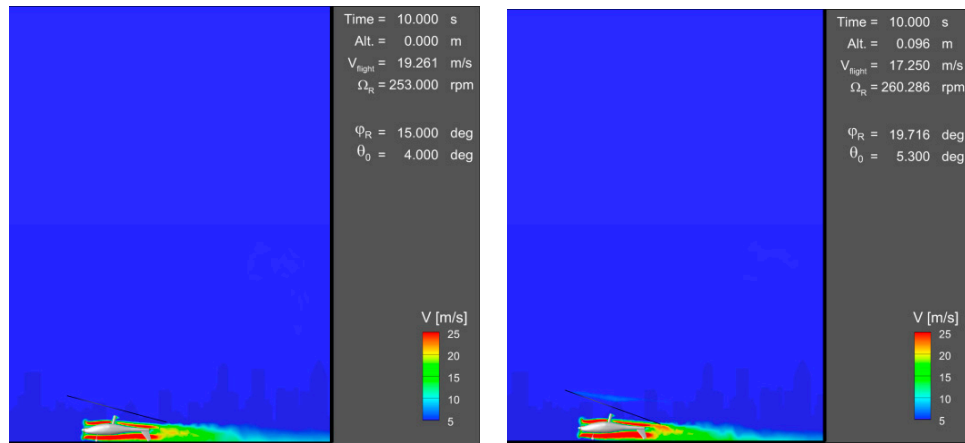 Time = 10.000 s
Alt. = 0.000 m
Vflight = 19.261 m/s
ΩR = 253.000 rpm
φR = 15.000 deg
θ0 = 4.000 deg
V [m/s]
25
20
15
10
5
Time = 10.000 s
Alt. = 0.096 m
Vflight = 17.250 m/s
ΩR = 260.286 rpm
φR = 19.716 deg
θ0 = 5.300 deg
V [m/s]
25
20
15
10
5